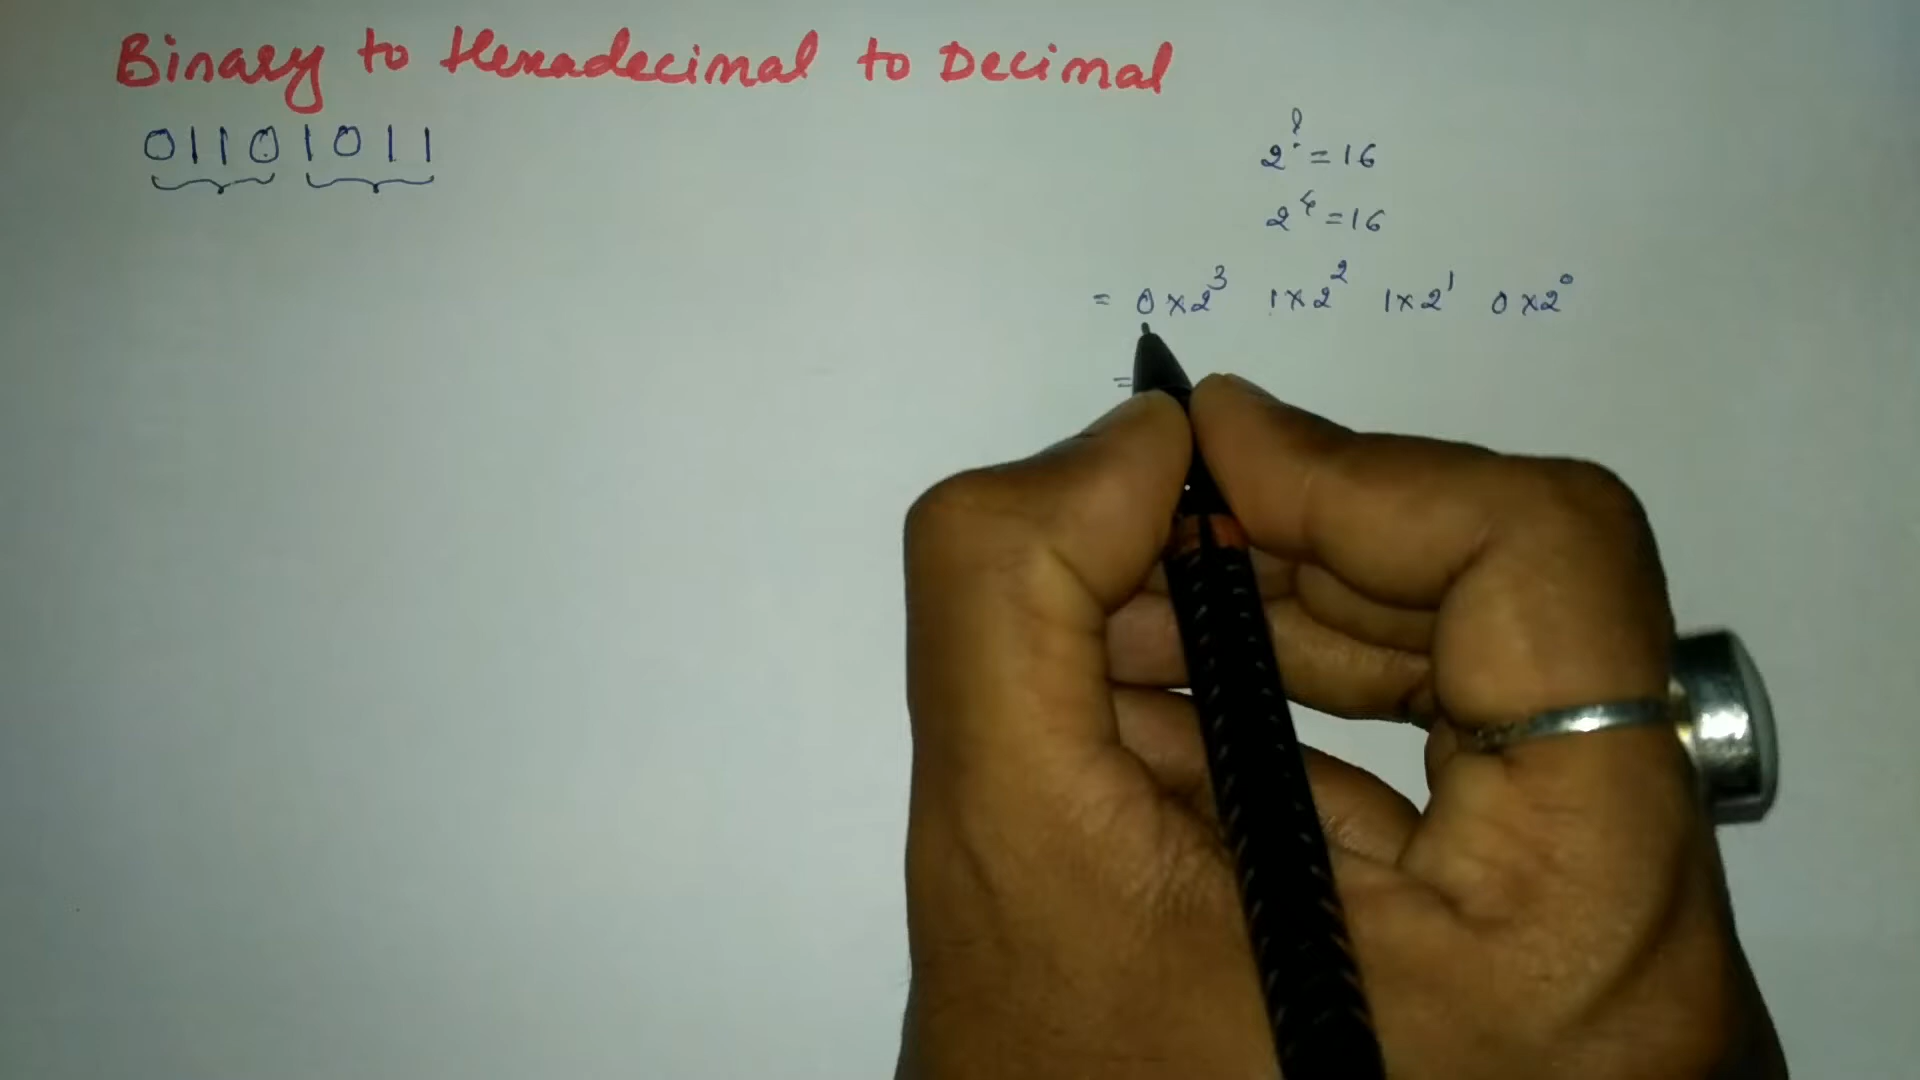 Binary to Hexadecimal to Decimal
01101011
2^? = 16
2^4 = 16
= 0×2^3 1×2^2 1×2^1 0×2^0
=